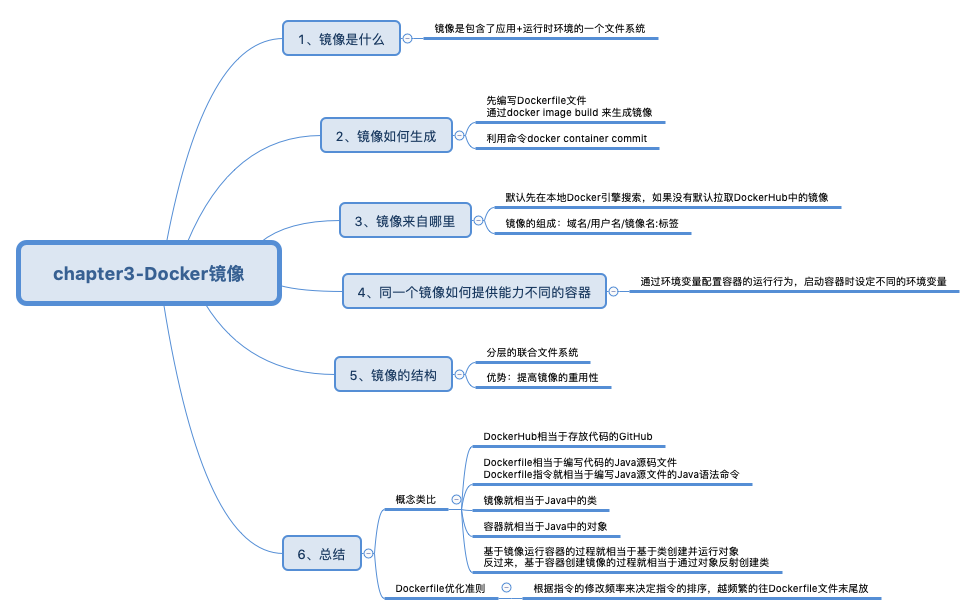 chapter3-Docker镜像
1、镜像是什么
镜像是包含了应用+运行时环境的一个文件系统
2、镜像如何生成
先编写Dockerfile文件
通过docker image build 来生成镜像
利用命令docker container commit
3、镜像来自哪里
默认先在本地Docker引擎搜索，如果没有默认拉取DockerHub中的镜像
镜像的组成：域名/用户名/镜像名:标签
4、同一个镜像如何提供能力不同的容器
通过环境变量配置容器的运行行为，启动容器时设定不同的环境变量
5、镜像的结构
分层的联合文件系统
优势：提高镜像的重用性
6、总结
概念类比
DockerHub相当于存放代码的GitHub
Dockerfile相当于编写代码的Java源码文件
Dockerfile指令就相当于编写Java源文件的Java语法命令
镜像就相当于Java中的类
容器就相当于Java中的对象
基于镜像运行容器的过程就相当于基于类创建并运行对象
反过来，基于容器创建镜像的过程就相当于通过对象反射创建类
Dockerfile优化准则
根据指令的修改频率来决定指令的排序，越频繁的往Dockerfile文件末尾放